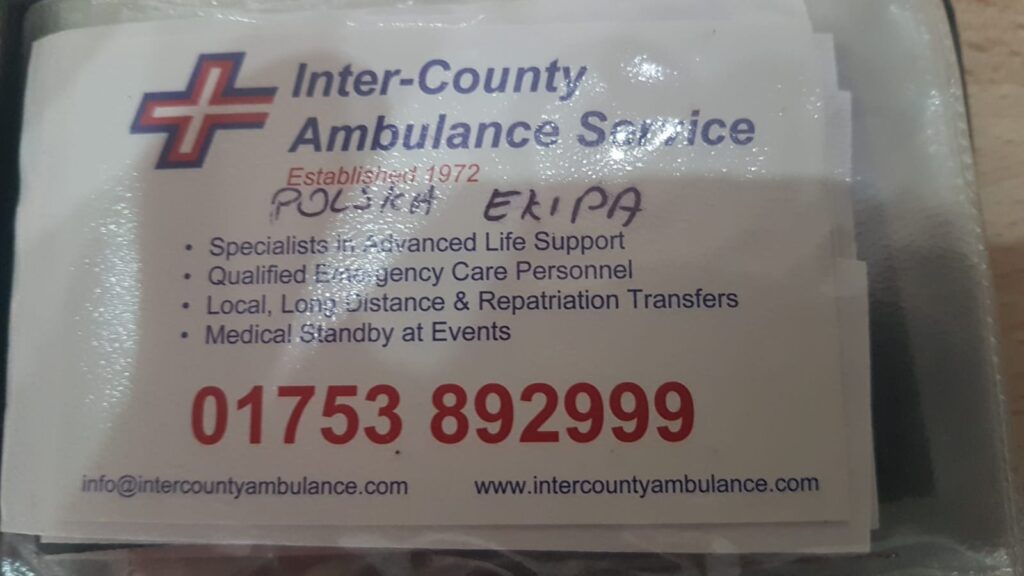 Inter-County
Ambulance Service
Established 1972
POLSKA EKIPA
• Specialists in Advanced Life Support
• Qualified Emergency Care Personnel
• Local, Long Distance & Repatriation Transfers
• Medical Standby at Events
01753 892999
info@intercountyambulance.com www.intercountyambulance.com